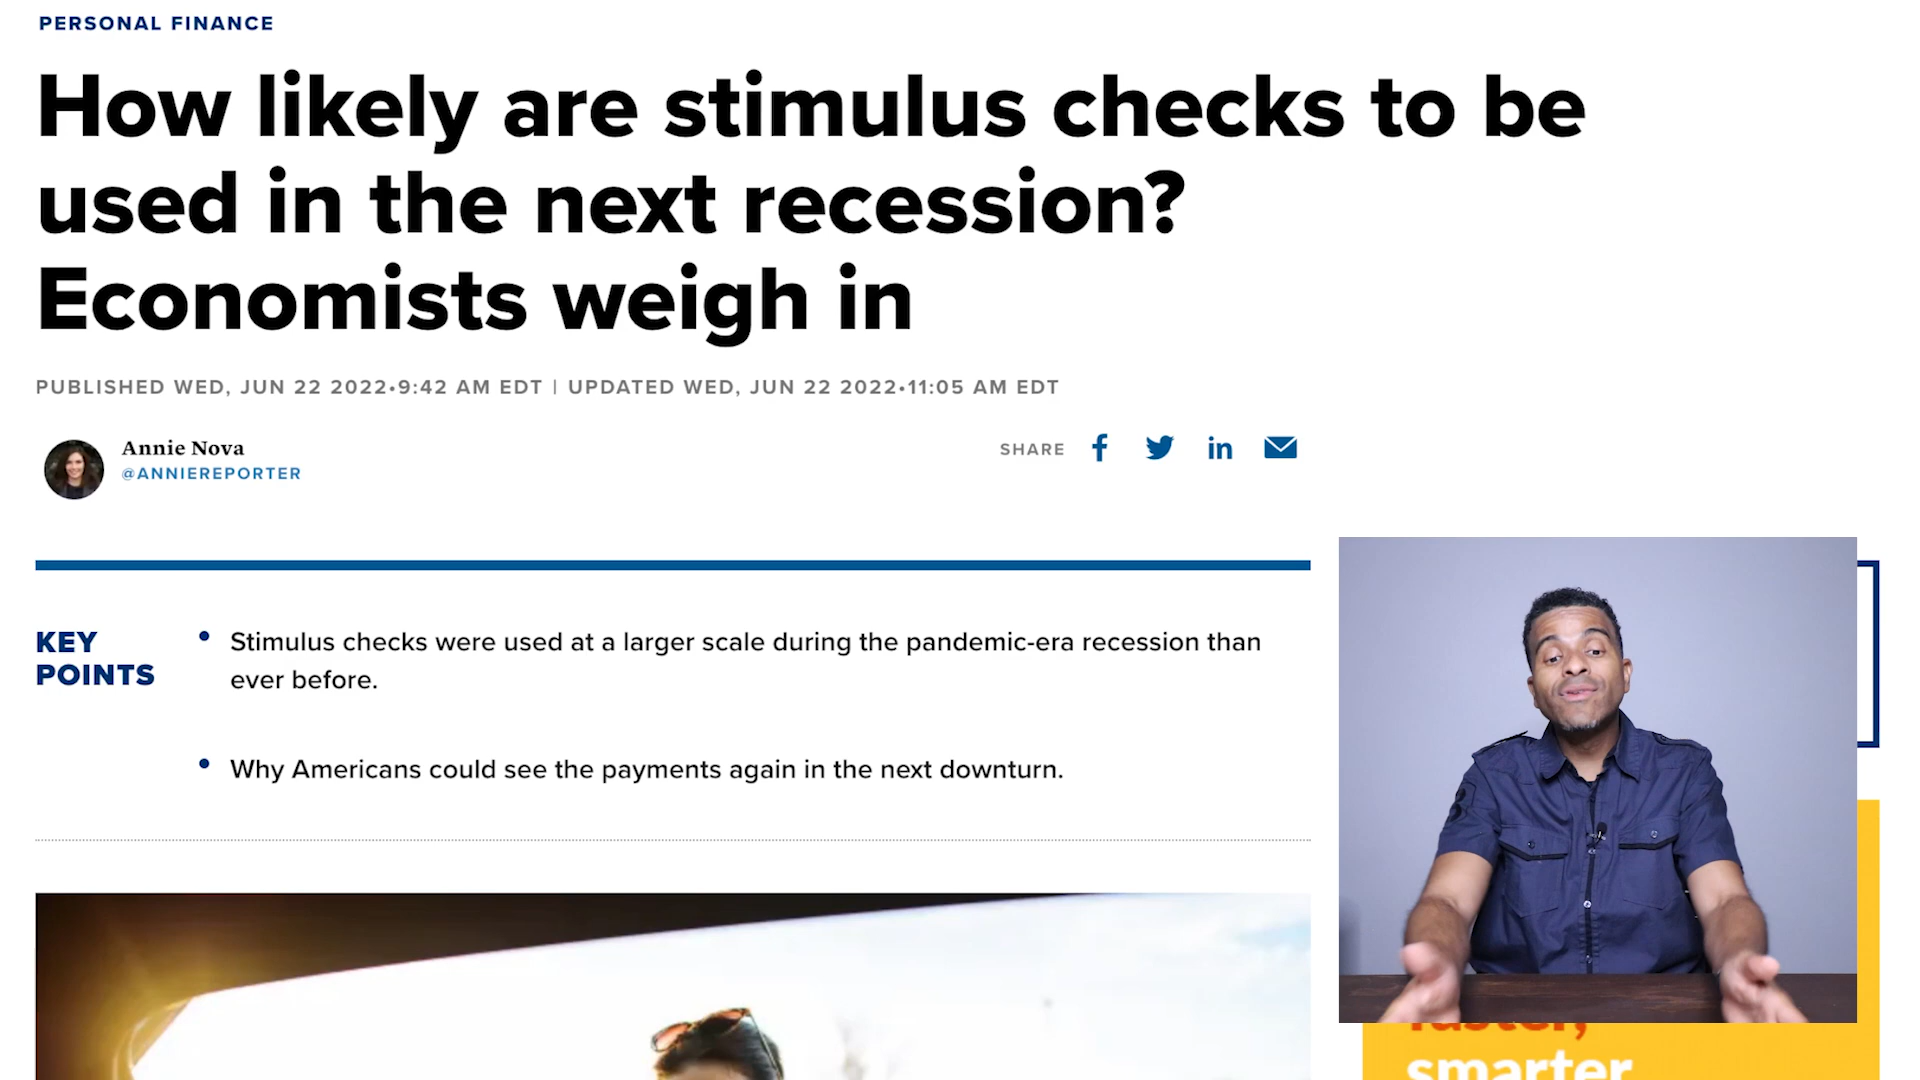 PERSONAL FINANCE
How likely are stimulus checks to be
used in the next recession?
Economists weigh in
PUBLISHED WED, JUN 22 2022•9:42 AM EDT | UPDATED WED, JUN 22 2022•11:05 AM EDT
Annie Nova
@ANNIEREPORTER
SHARE
KEY
POINTS
• Stimulus checks were used at a larger scale during the pandemic-era recession than
ever before.
• Why Americans could see the payments again in the next downturn.
faster,
smarter